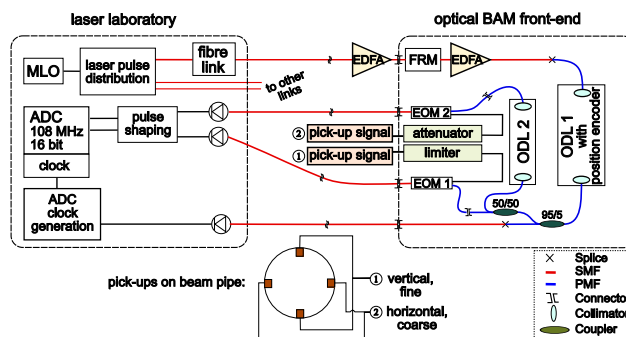 laser laboratory
optical BAM front-end
MLO
laser pulse
distribution
fibre
link
to other
links
EDFA
FRM
EDFA
ADC
108 MHz
16 bit
clock
pulse
shaping
ADC
clock
generation
EOM 2
2 pick-up signal
attenuator
1 pick-up signal
limiter
EOM 1
ODL 2
ODL 1
with
position encoder
50/50
95/5
pick-ups on beam pipe:
1 vertical,
fine
2 horizontal,
coarse
Splice
SMF
PMF
Connecto
Collimato
Coupler